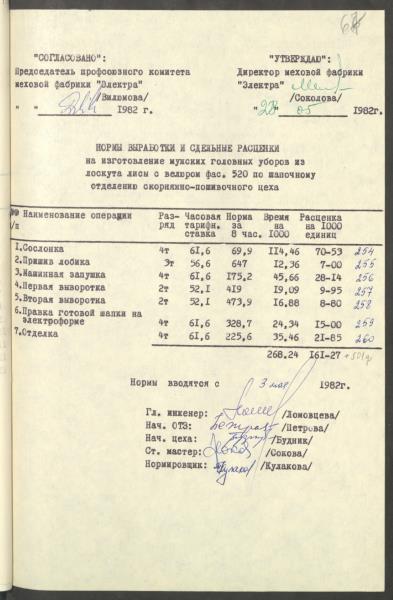 "СОГЛАСОВАНО":
Председатель профсоюзного комитета
меховой фабрики "Электра"
/Виломова/
" " 1982 г.
"УТВЕРЖДАЮ":
Директор меховой фабрики
"Электра"
/Соколова/
"28" 05 1982г.
НОРМЫ ВЫРАБОТКИ И СДЕЛЬНЫЕ РАСЦЕНКИ
на изготовление мужских головных уборов из
лоскута лисы с велюром фас. 520 по шапочному
отделению скорняжно-пошивочного цеха
№№ Наименование операции Раз- Часовая Норма Время Расценка
п/п ряд тарифн. за на на 1000
ставка 8 час. 1000 единиц
1.Сослонка 4т 61,6 69,9 114,46 70-53 254
2.Пришив лобика 3т 56,6 647 12,36 7-00 255
3.Машинная запушка 4т 61,6 175,2 45,66 28-14 256
4.Первая выворотка 2т 52,1 419 19,09 9-95 257
5.Вторая выворотка 2т 52,1 473,9 16,88 8-80 258
6.Правка готовой шапки на
электроформе 4т 61,6 328,7 24,34 15-00 259
7.Отделка 4т 61,6 225,6 35,46 21-85 260
268.24 161-27
Нормы вводятся с 3 мая 1982г.
Гл. инженер: /Ломовцева/
Нач. ОТЗ: /Петрова/
Нач. цеха: /Будник/
Ст. мастер: /Сокова/
Нормировщик: /Кулакова/